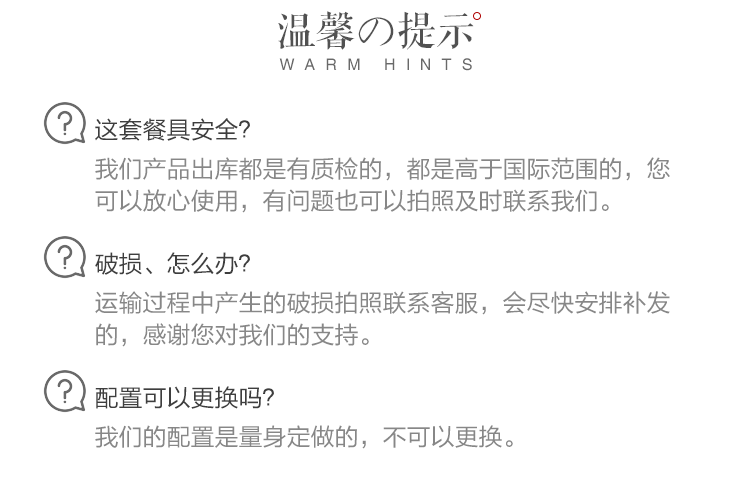 温馨の提示
WARM HINTS
这套餐具安全?
我们产品出库都是有质检的，都是高于国际范围的，您
可以放心使用，有问题也可以拍照及时联系我们。
破损、怎么办?
运输过程中产生的破损拍照联系客服，会尽快安排补发
的，感谢您对我们的支持。
配置可以更换吗?
我们的配置是量身定做的，不可以更换。